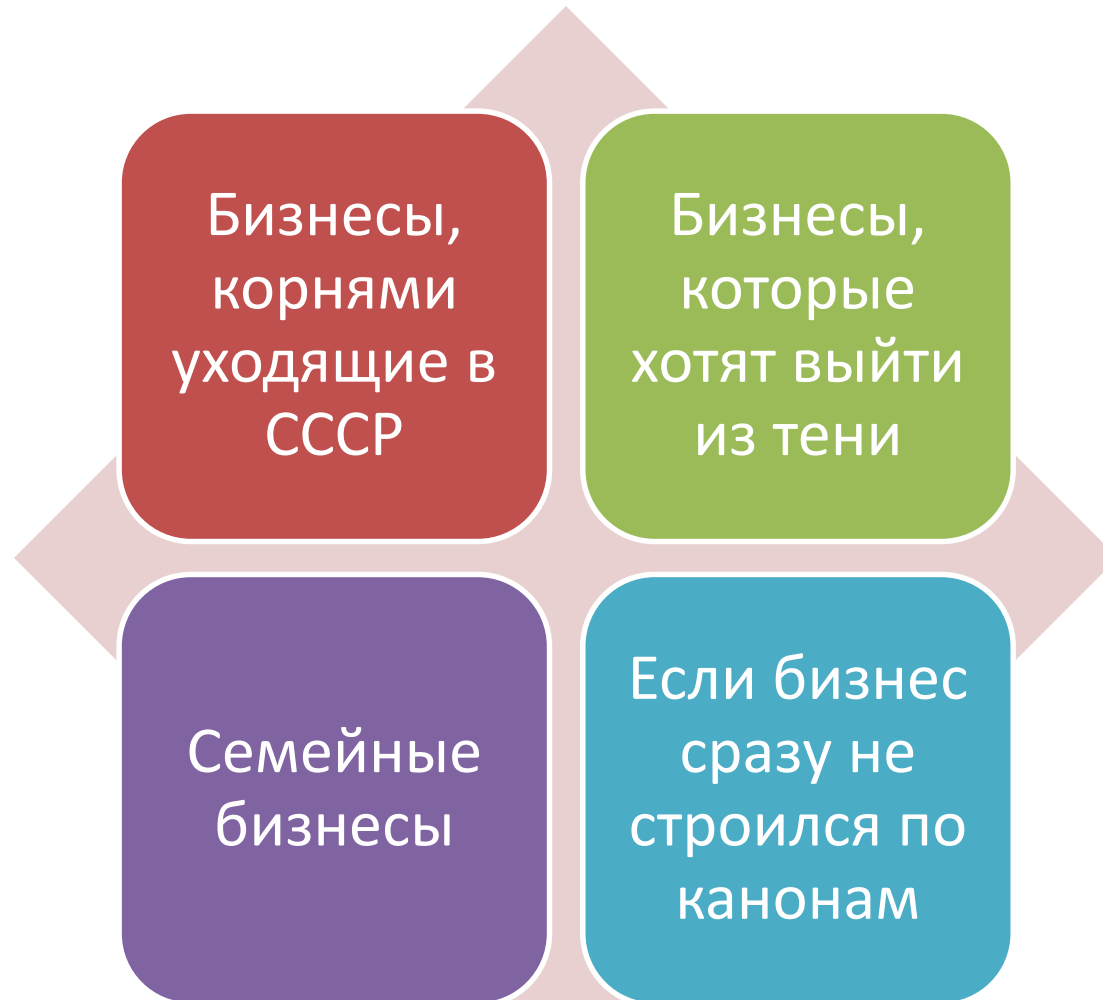 Бизнесы,
корнями
уходящие в
СССР
Бизнесы,
которые
хотят выйти
из тени
Семейные
бизнесы
Если бизнес
сразу не
строился по
канонам